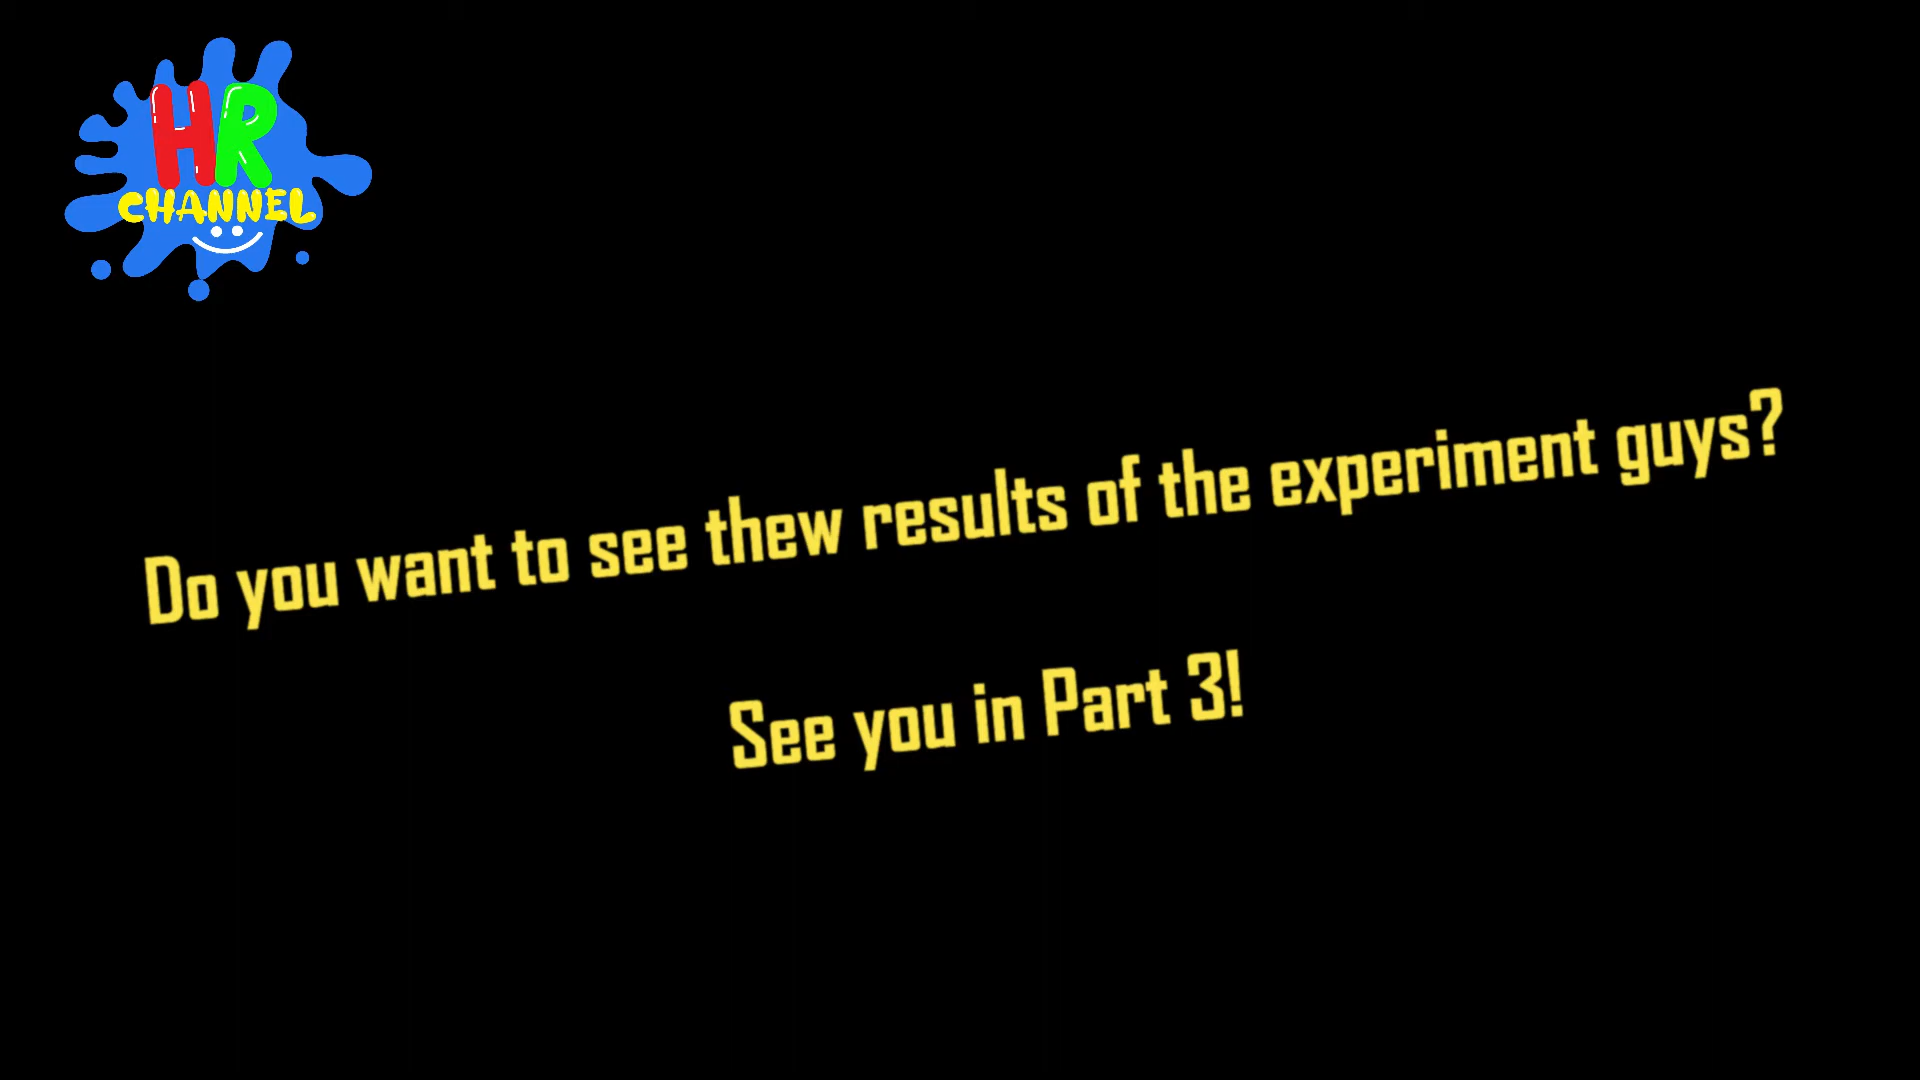 HR
CHANNEL
Do you want to see thew results of the experiment guys?
See you in Part 3!